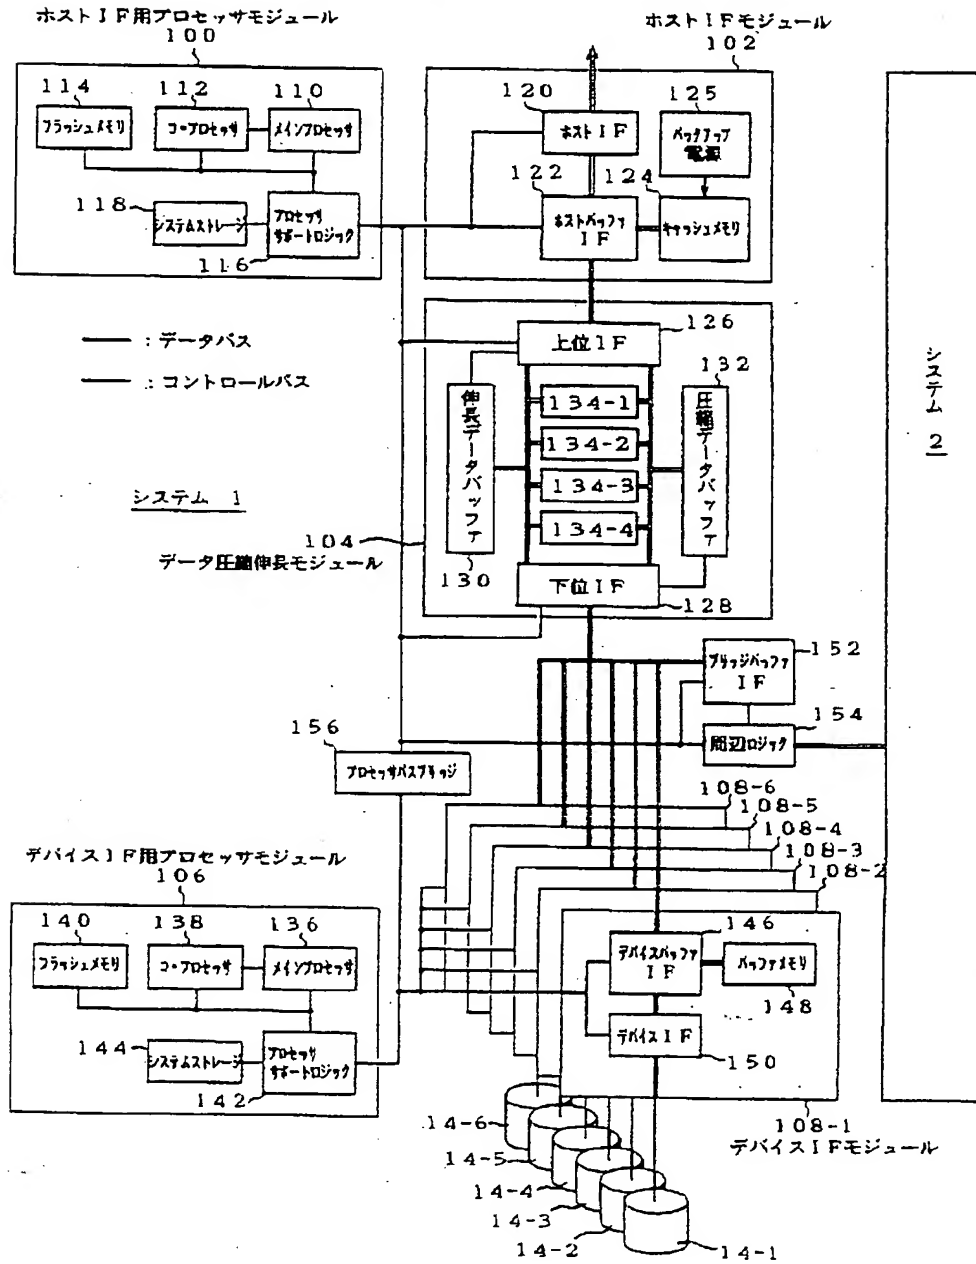 ホストIF用プロセッサモジュール
100
ホストIFモジュール
102
114
112
110
フラッシュメモリ
コ・プロセッサ
メインプロセッサ
118
システムストレージ
プロセッサ
サポートロジック
116
120
ホストIF
125
バックアップ
電源
122
124
ホストバッファ
IF
キャッシュメモリ
:データバス
:コントロールバス
システム 1
126
上位IF
132
伸長データバッファ
134-1
134-2
134-3
134-4
圧縮データバッファ
104
データ圧縮伸長モジュール
130
下位IF
128
システム 2
ブリッジバッファ
IF
152
154
周辺ロジック
156
プロセッサバスブリッジ
108-6
108-5
108-4
108-3
108-2
デバイスIF用プロセッサモジュール
106
140
138
136
フラッシュメモリ
コ・プロセッサ
メインプロセッサ
144
システムストレージ
プロセッサ
サポートロジック
142
146
デバイスバッファ
IF
バッファメモリ
148
デバイスIF
150
108-1
デバイスIFモジュール
14-6
14-5
14-4
14-3
14-2
14-1